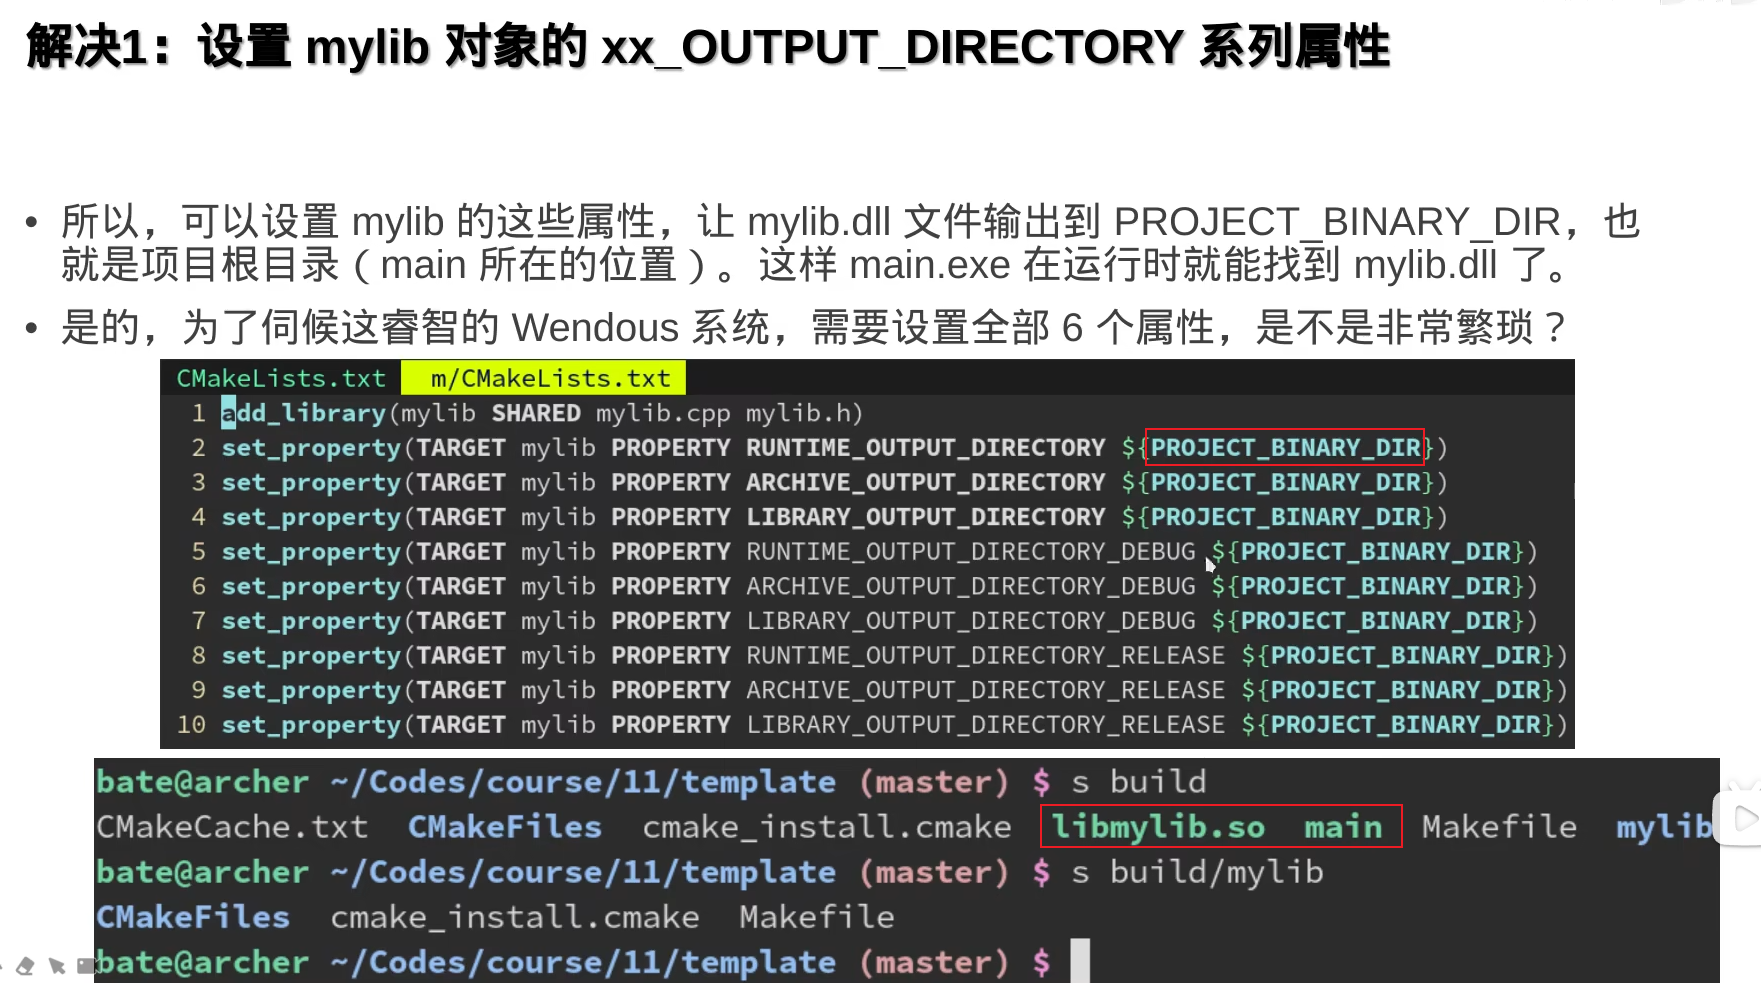 解决1：设置 mylib 对象的 xx_OUTPUT_DIRECTORY 系列属性
• 所以，可以设置 mylib 的这些属性，让 mylib.dll 文件输出到 PROJECT_BINARY_DIR，也
就是项目根目录（main 所在的位置）。这样 main.exe 在运行时就能找到 mylib.dll 了。
• 是的，为了伺候这睿智的 Wendous 系统，需要设置全部 6 个属性，是不是非常繁琐？
CMakeLists.txt m/CMakeLists.txt
1 add_library(mylib SHARED mylib.cpp mylib.h)
2 set_property(TARGET mylib PROPERTY RUNTIME_OUTPUT_DIRECTORY ${PROJECT_BINARY_DIR})
3 set_property(TARGET mylib PROPERTY ARCHIVE_OUTPUT_DIRECTORY ${PROJECT_BINARY_DIR})
4 set_property(TARGET mylib PROPERTY LIBRARY_OUTPUT_DIRECTORY ${PROJECT_BINARY_DIR})
5 set_property(TARGET mylib PROPERTY RUNTIME_OUTPUT_DIRECTORY_DEBUG ${PROJECT_BINARY_DIR})
6 set_property(TARGET mylib PROPERTY ARCHIVE_OUTPUT_DIRECTORY_DEBUG ${PROJECT_BINARY_DIR})
7 set_property(TARGET mylib PROPERTY LIBRARY_OUTPUT_DIRECTORY_DEBUG ${PROJECT_BINARY_DIR})
8 set_property(TARGET mylib PROPERTY RUNTIME_OUTPUT_DIRECTORY_RELEASE ${PROJECT_BINARY_DIR})
9 set_property(TARGET mylib PROPERTY ARCHIVE_OUTPUT_DIRECTORY_RELEASE ${PROJECT_BINARY_DIR})
10 set_property(TARGET mylib PROPERTY LIBRARY_OUTPUT_DIRECTORY_RELEASE ${PROJECT_BINARY_DIR})
bate@archer ~/Codes/course/11/template (master) $ s build
CMakeCache.txt CMakeFiles cmake_install.cmake libmylib.so main Makefile mylib
bate@archer ~/Codes/course/11/template (master) $ s build/mylib
CMakeFiles cmake_install.cmake Makefile
bate@archer ~/Codes/course/11/template (master) $